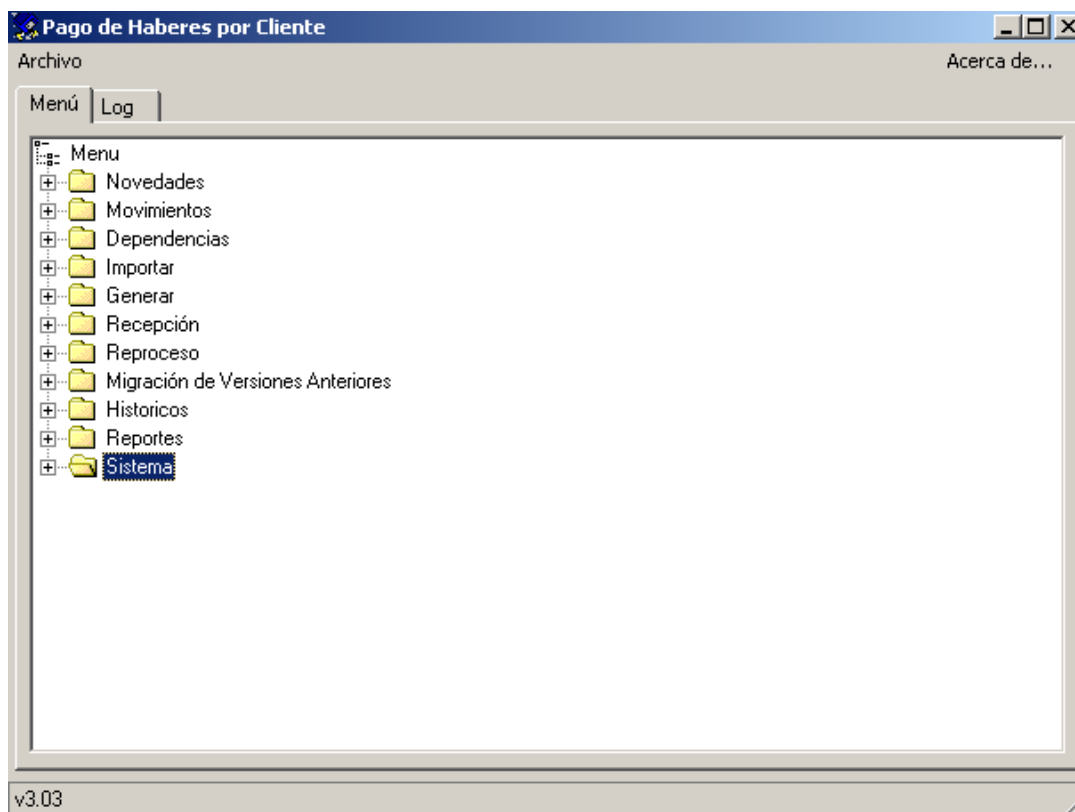 Pago de Haberes por Cliente
Archivo Acerca de...
Menú Log
Menu
Novedades
Movimientos
Dependencias
Importar
Generar
Recepción
Reproceso
Migración de Versiones Anteriores
Historicos
Reportes
Sistema
v3.03